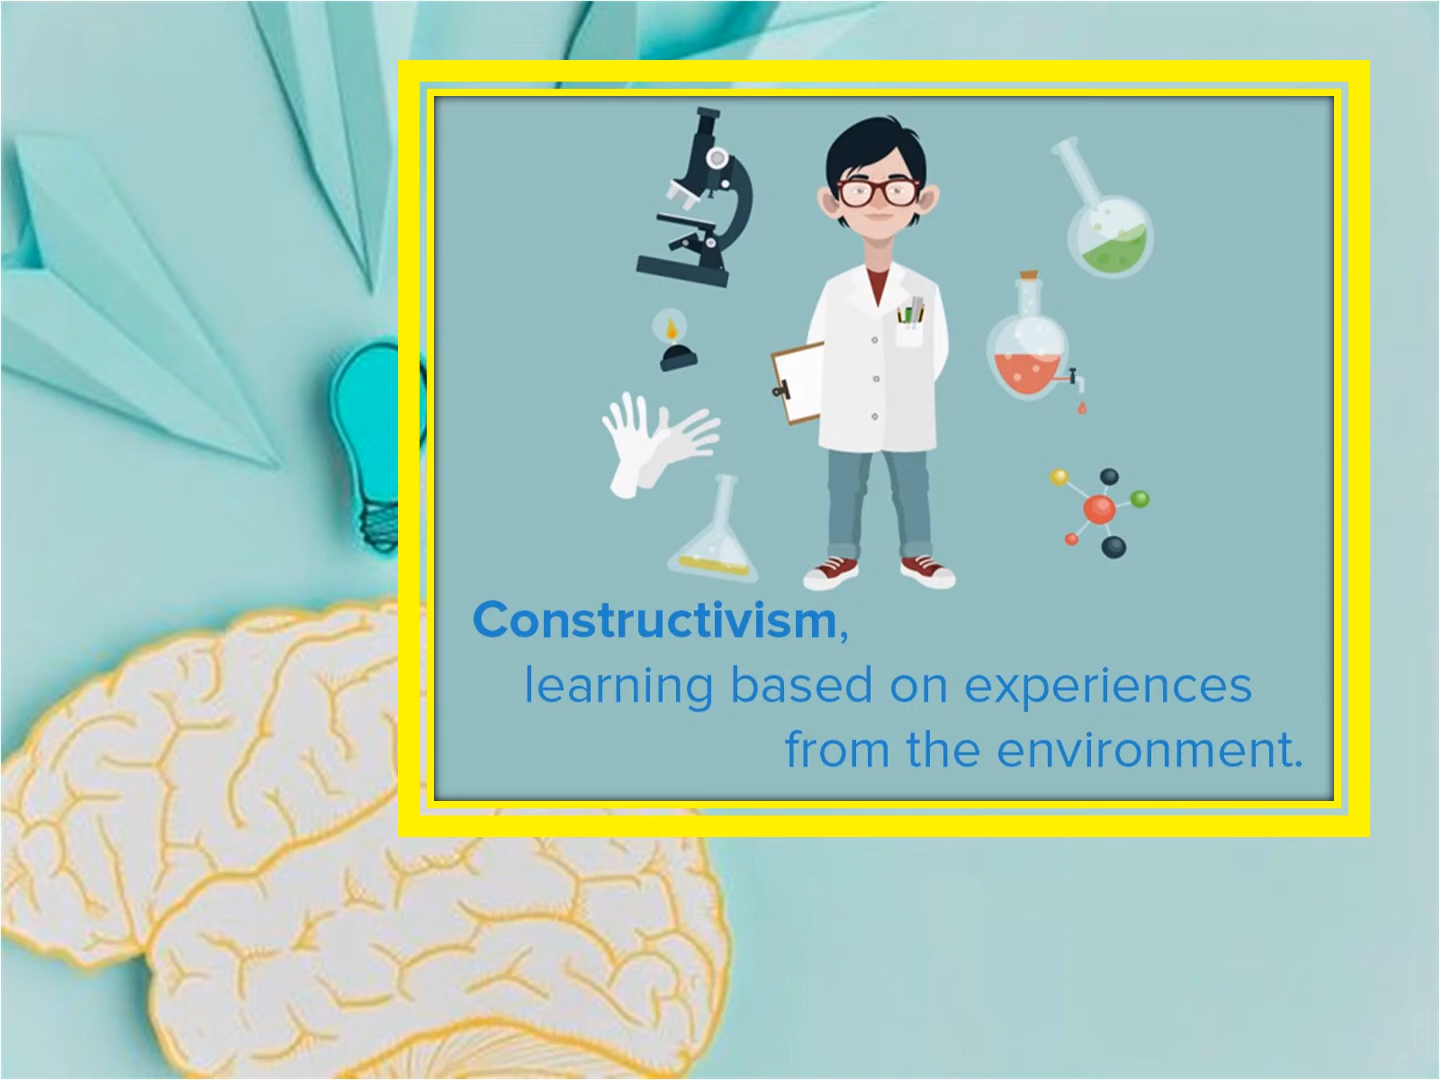 Constructivism,
learning based on experiences
from the environment.